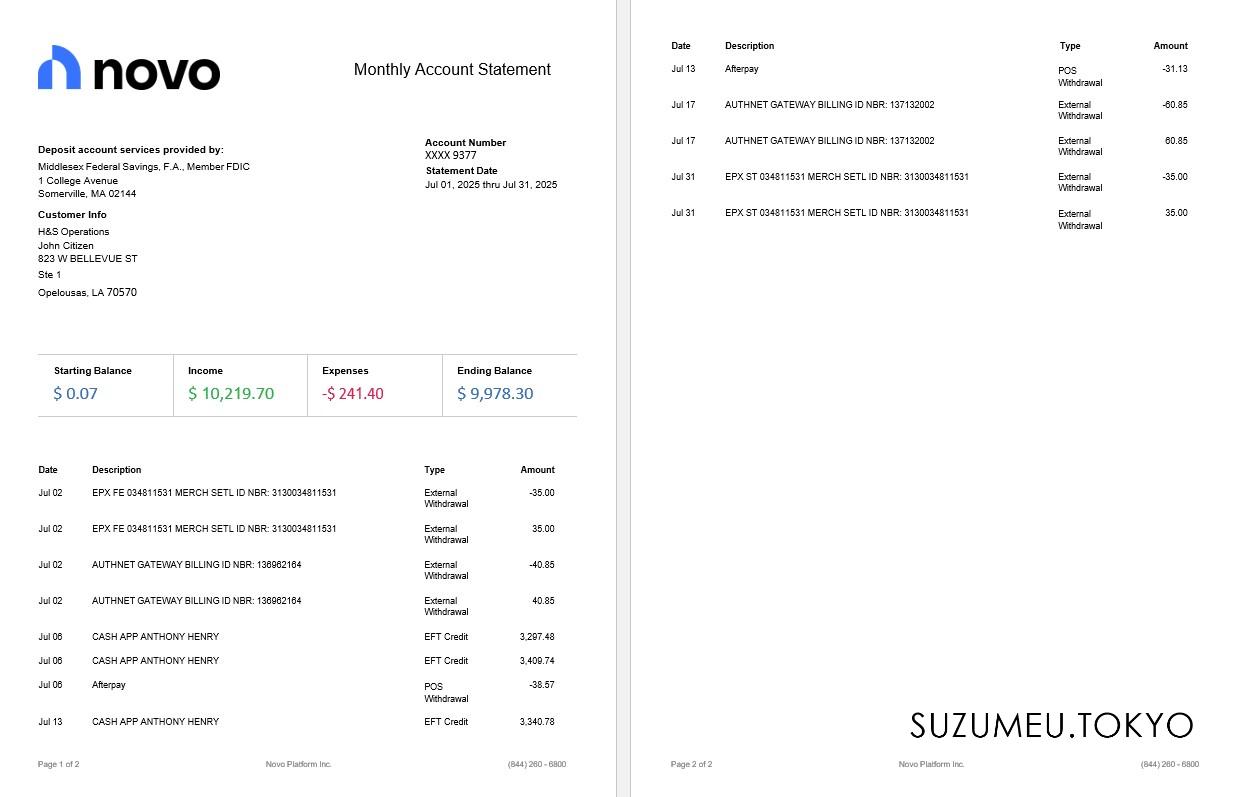 novo
Monthly Account Statement
Deposit account services provided by:
Middlesex Federal Savings, F.A., Member FDIC
1 College Avenue
Somerville, MA 02144
Account Number
XXXX 9377
Statement Date
Jul 01, 2025 thru Jul 31, 2025
Customer Info
H&S Operations
John Citizen
823 W BELLEVUE ST
Ste 1
Opelousas, LA 70570
Starting Balance Income Expenses Ending Balance
$ 0.07 $ 10,219.70 -$ 241.40 $ 9,978.30
Date Description Type Amount
Jul 02 EPX FE 034811531 MERCH SETL ID NBR: 3130034811531 External -35.00
Withdrawal
Jul 02 EPX FE 034811531 MERCH SETL ID NBR: 3130034811531 External 35.00
Withdrawal
Jul 02 AUTHNET GATEWAY BILLING ID NBR: 136962164 External -40.85
Withdrawal
Jul 02 AUTHNET GATEWAY BILLING ID NBR: 136962164 External 40.85
Withdrawal
Jul 06 CASH APP ANTHONY HENRY EFT Credit 3,297.48
Jul 06 CASH APP ANTHONY HENRY EFT Credit 3,409.74
Jul 06 Afterpay POS -38.57
Withdrawal
Jul 13 CASH APP ANTHONY HENRY EFT Credit 3,340.78
Page 1 of 2 Novo Platform Inc. (844) 260 - 6800
Date Description Type Amount
Jul 13 Afterpay POS -31.13
Withdrawal
Jul 17 AUTHNET GATEWAY BILLING ID NBR: 137132002 External -60.85
Withdrawal
Jul 17 AUTHNET GATEWAY BILLING ID NBR: 137132002 External 60.85
Withdrawal
Jul 31 EPX ST 034811531 MERCH SETL ID NBR: 3130034811531 External -35.00
Withdrawal
Jul 31 EPX ST 034811531 MERCH SETL ID NBR: 3130034811531 External 35.00
Withdrawal
SUZUMEU.TOKYO
Page 2 of 2 Novo Platform Inc. (844) 260 - 6800